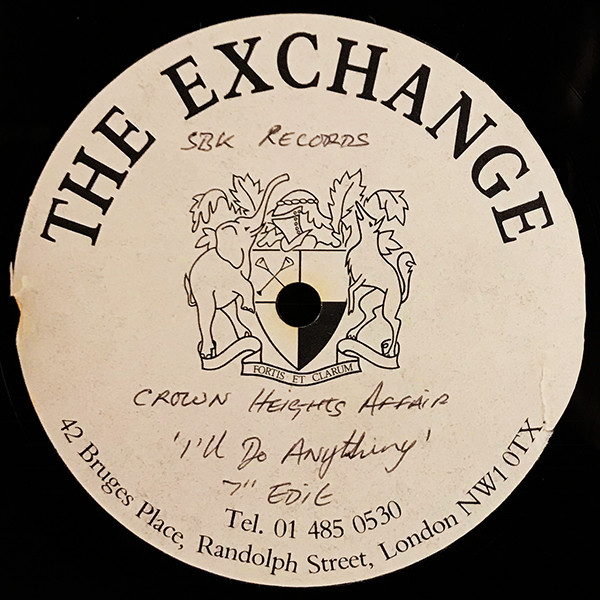 THE EXCHANGE
SBK RECORDS
FORTIS ET CLARUM
CROWN HEIGHTS AFFAIR
'I'll Do Anything'
7" EDIT
Tel. 01 485 0530
42 Bruges Place, Randolph Street, London NW1 0TX.